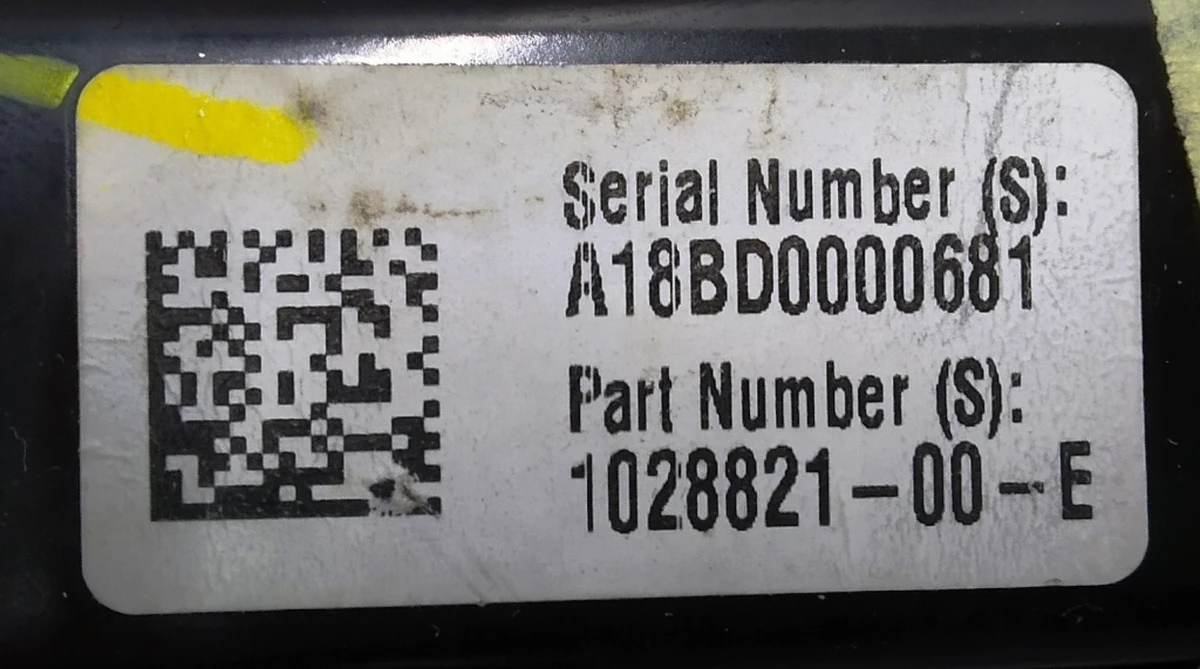 Serial Number (S):
A18BD0000681
Part Number (S):
1028821-00-E